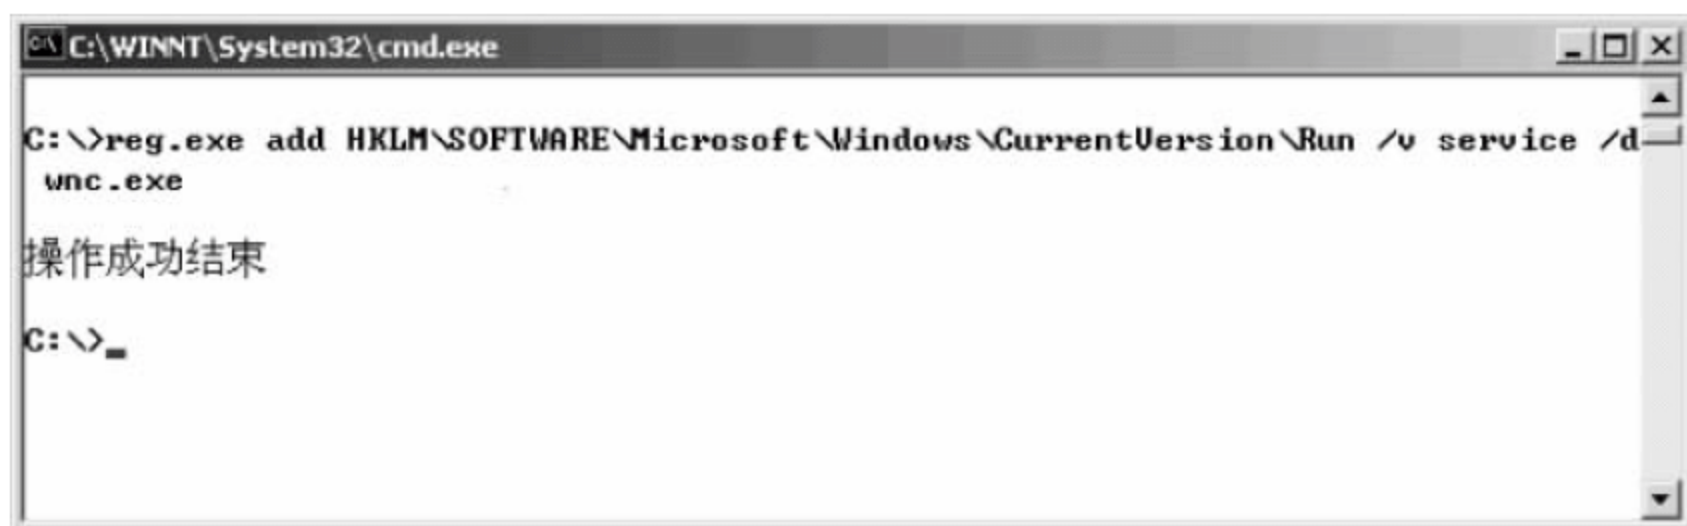 C:\WINNT\System32\cmd.exe
C:\>reg.exe add HKLM\SOFTWARE\Microsoft\Windows\CurrentVersion\Run /v service /d
wnc.exe
操作成功结束
C:\>_